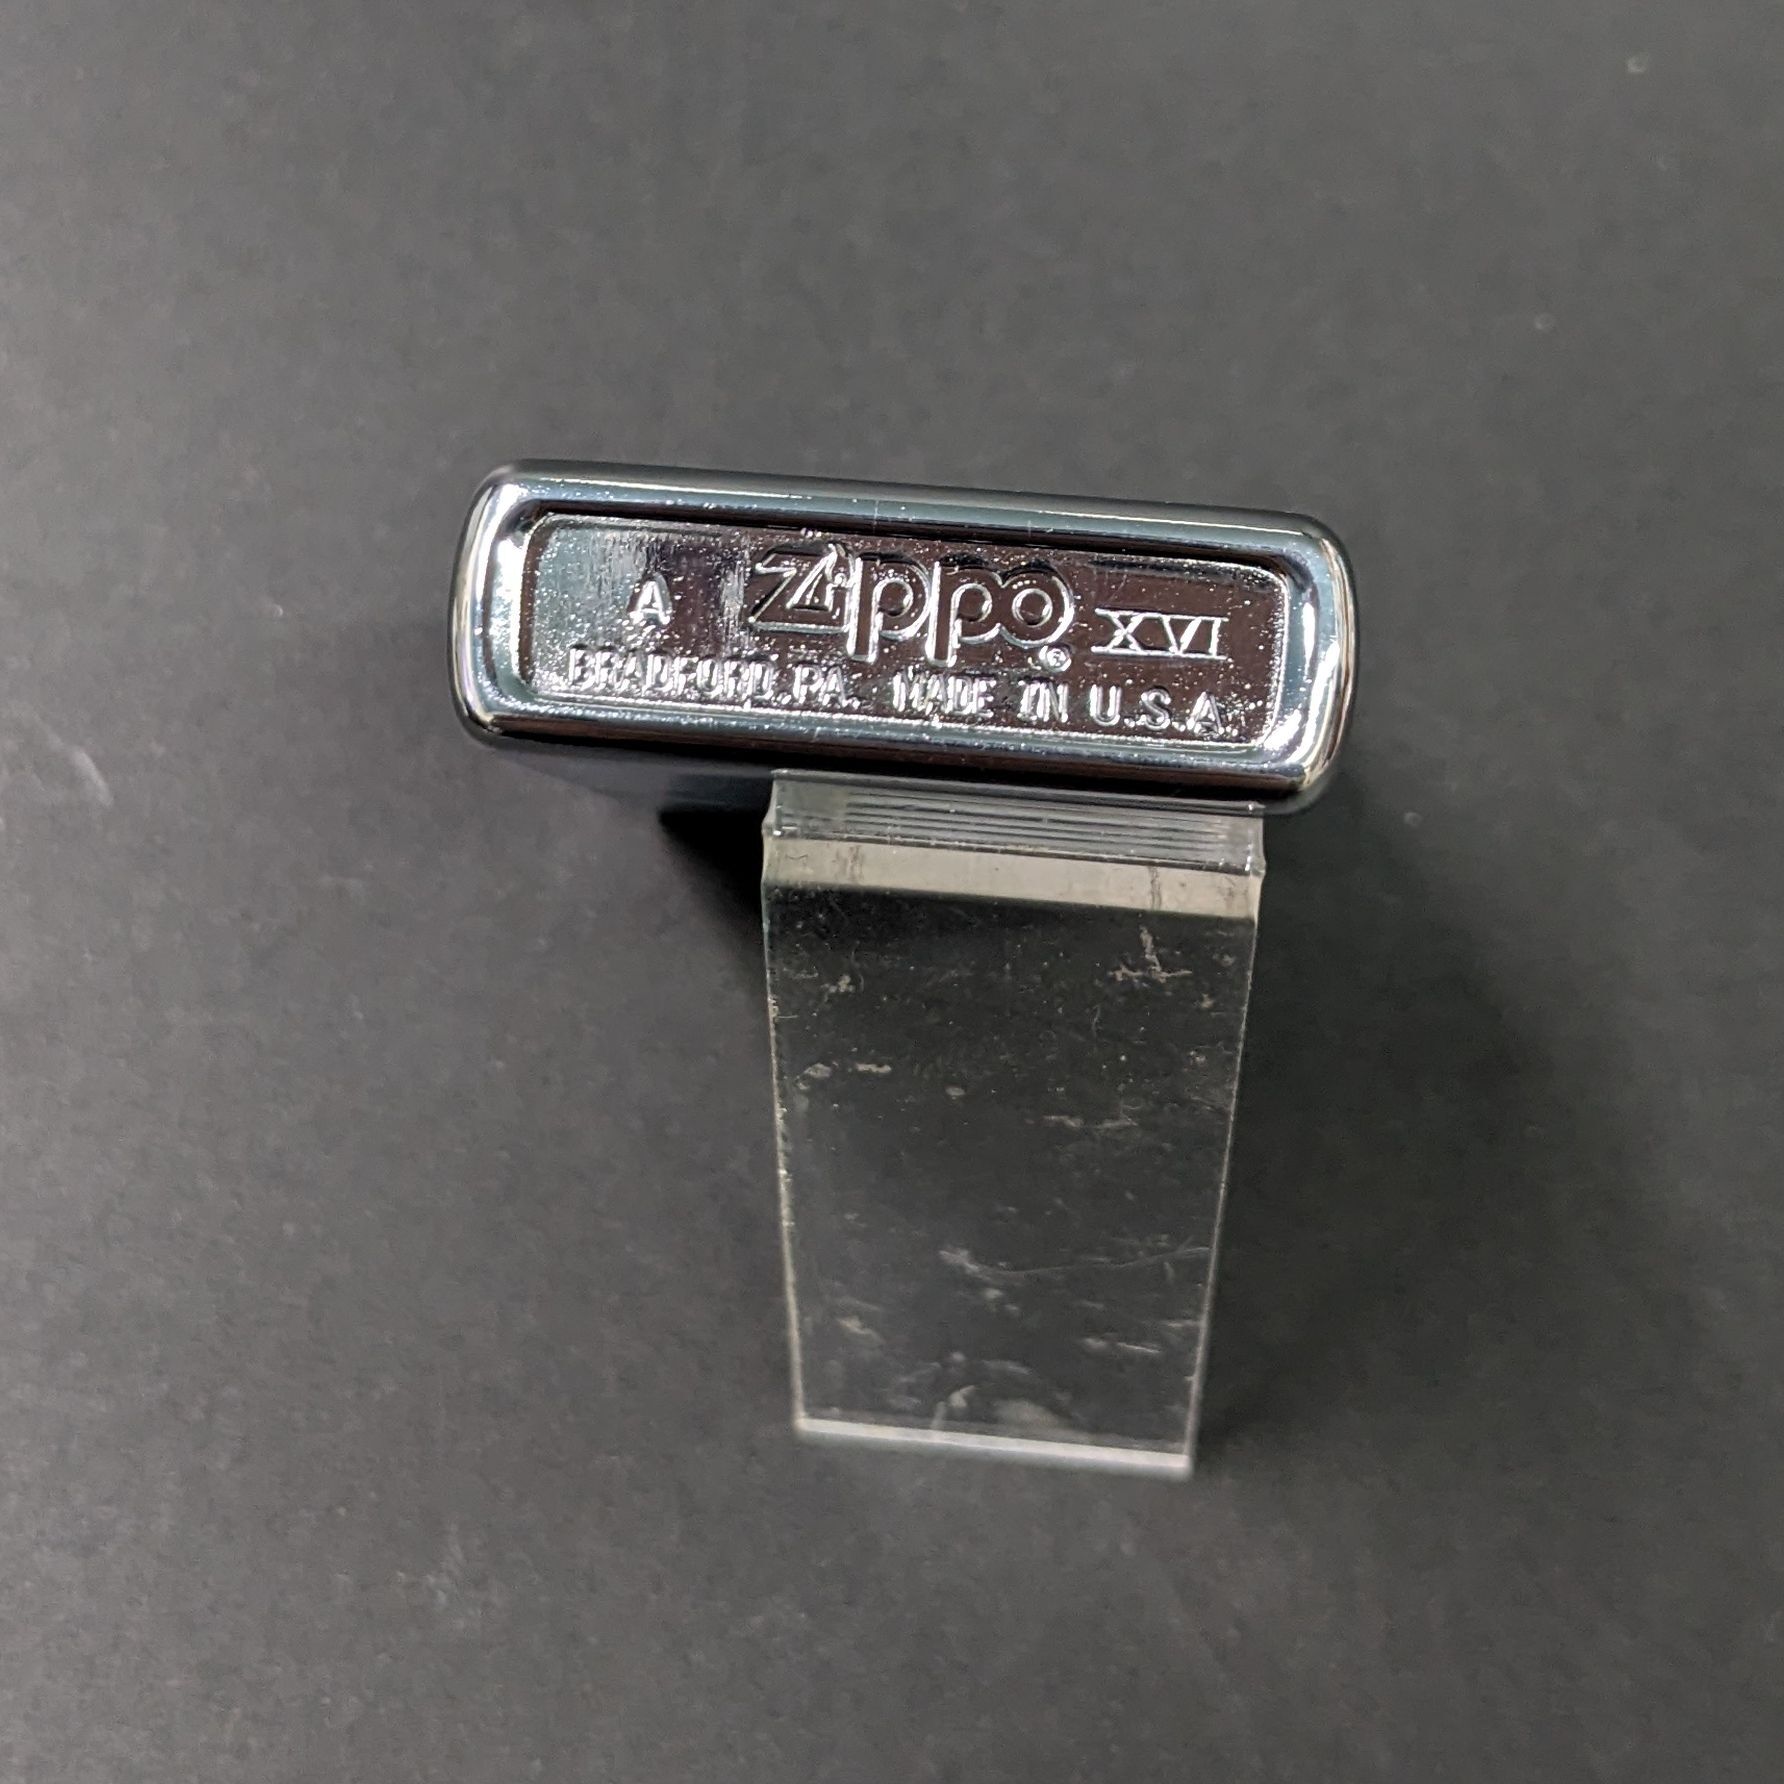 A Zippo® XVI
BRADFORD, PA. MADE IN U.S.A.